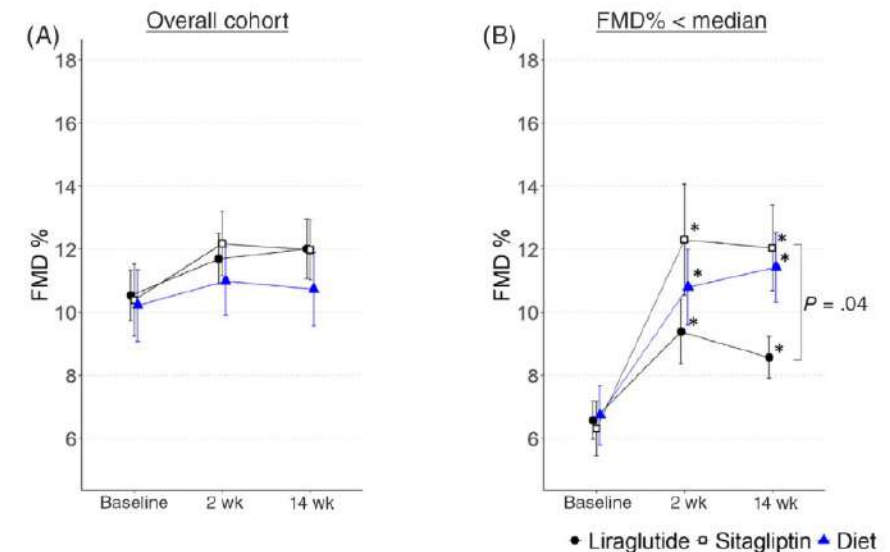 (A) Overall cohort
(B) FMD% < median
18
16
14
12
10
8
6
FMD %
Baseline 2 wk 14 wk
18
16
14
12
10
8
6
FMD %
*
*
*
*
*
*
P = .04
Baseline 2 wk 14 wk
Liraglutide Sitagliptin Diet